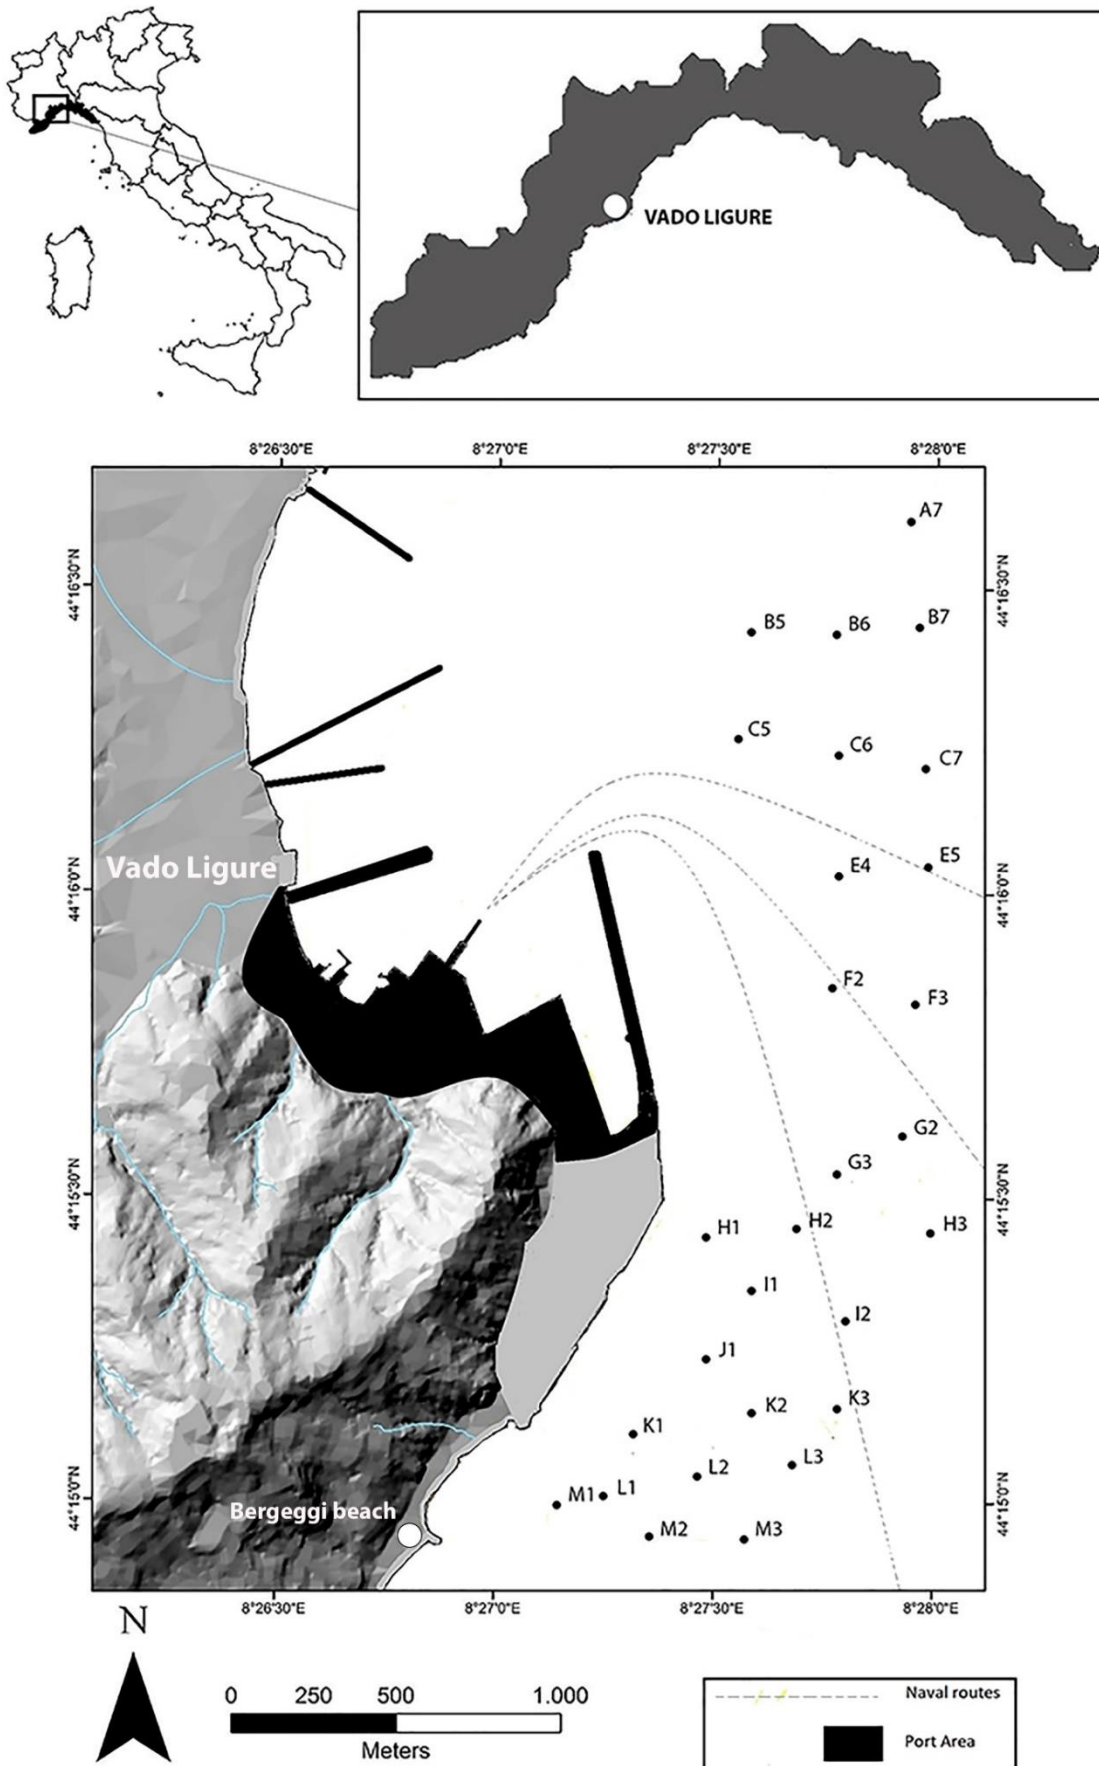 VADO LIGURE
8°26'30"E 8°27'0"E 8°27'30"E 8°28'0"E
A7
44°16'30"N 44°16'30"N
B5 B6 B7
C5 C6 C7
Vado Ligure
E4 E5
44°16'0"N 44°16'0"N
F2 F3
G2
G3
44°15'30"N 44°15'30"N
H1 H2 H3
I1
I2
J1
K2 K3
K1
L2 L3
M1 L1
44°15'0"N 44°15'0"N
Bergeggi beach
M2 M3
8°26'30"E 8°27'0"E 8°27'30"E 8°28'0"E
N
0 250 500 1.000
Meters
Naval routes
Port Area